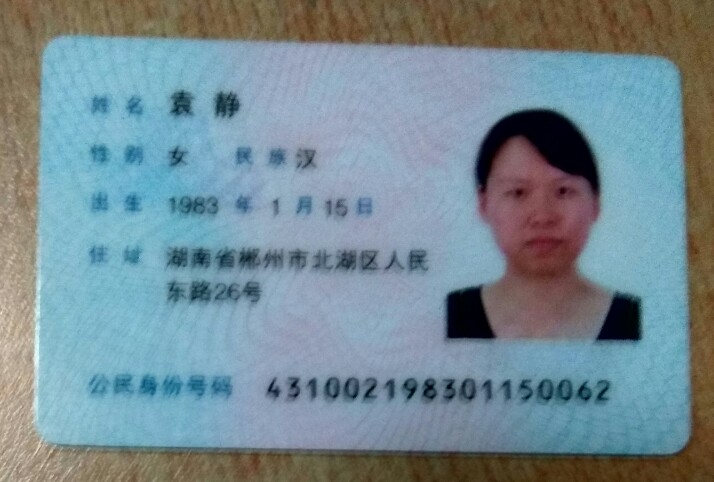 姓名 袁静
性别 女 民族 汉
出生 1983 年 1 月 15 日
住址 湖南省郴州市北湖区人民
东路26号
公民身份号码 431002198301150062